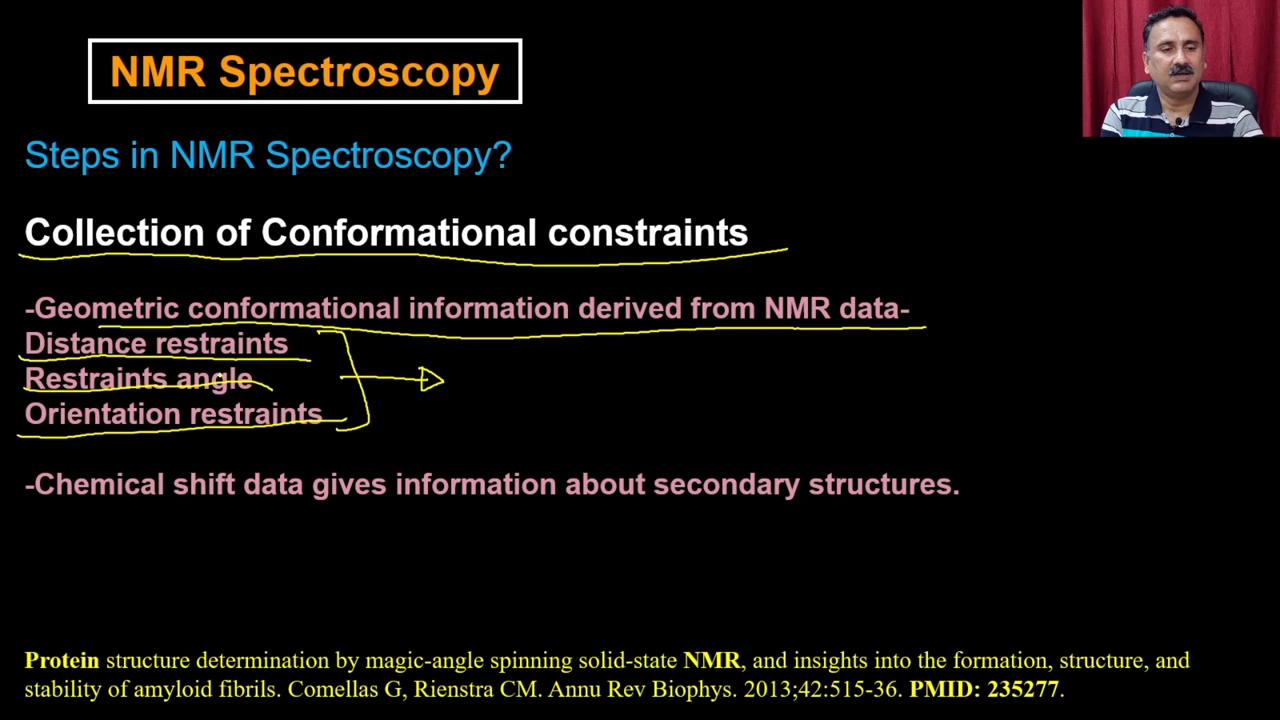 NMR Spectroscopy
Steps in NMR Spectroscopy?
Collection of Conformational constraints
-Geometric conformational information derived from NMR data-
Distance restraints
Restraints angle
Orientation restraints
-Chemical shift data gives information about secondary structures.
Protein structure determination by magic-angle spinning solid-state NMR, and insights into the formation, structure, and
stability of amyloid fibrils. Comellas G, Rienstra CM. Annu Rev Biophys. 2013;42:515-36. PMID: 235277.